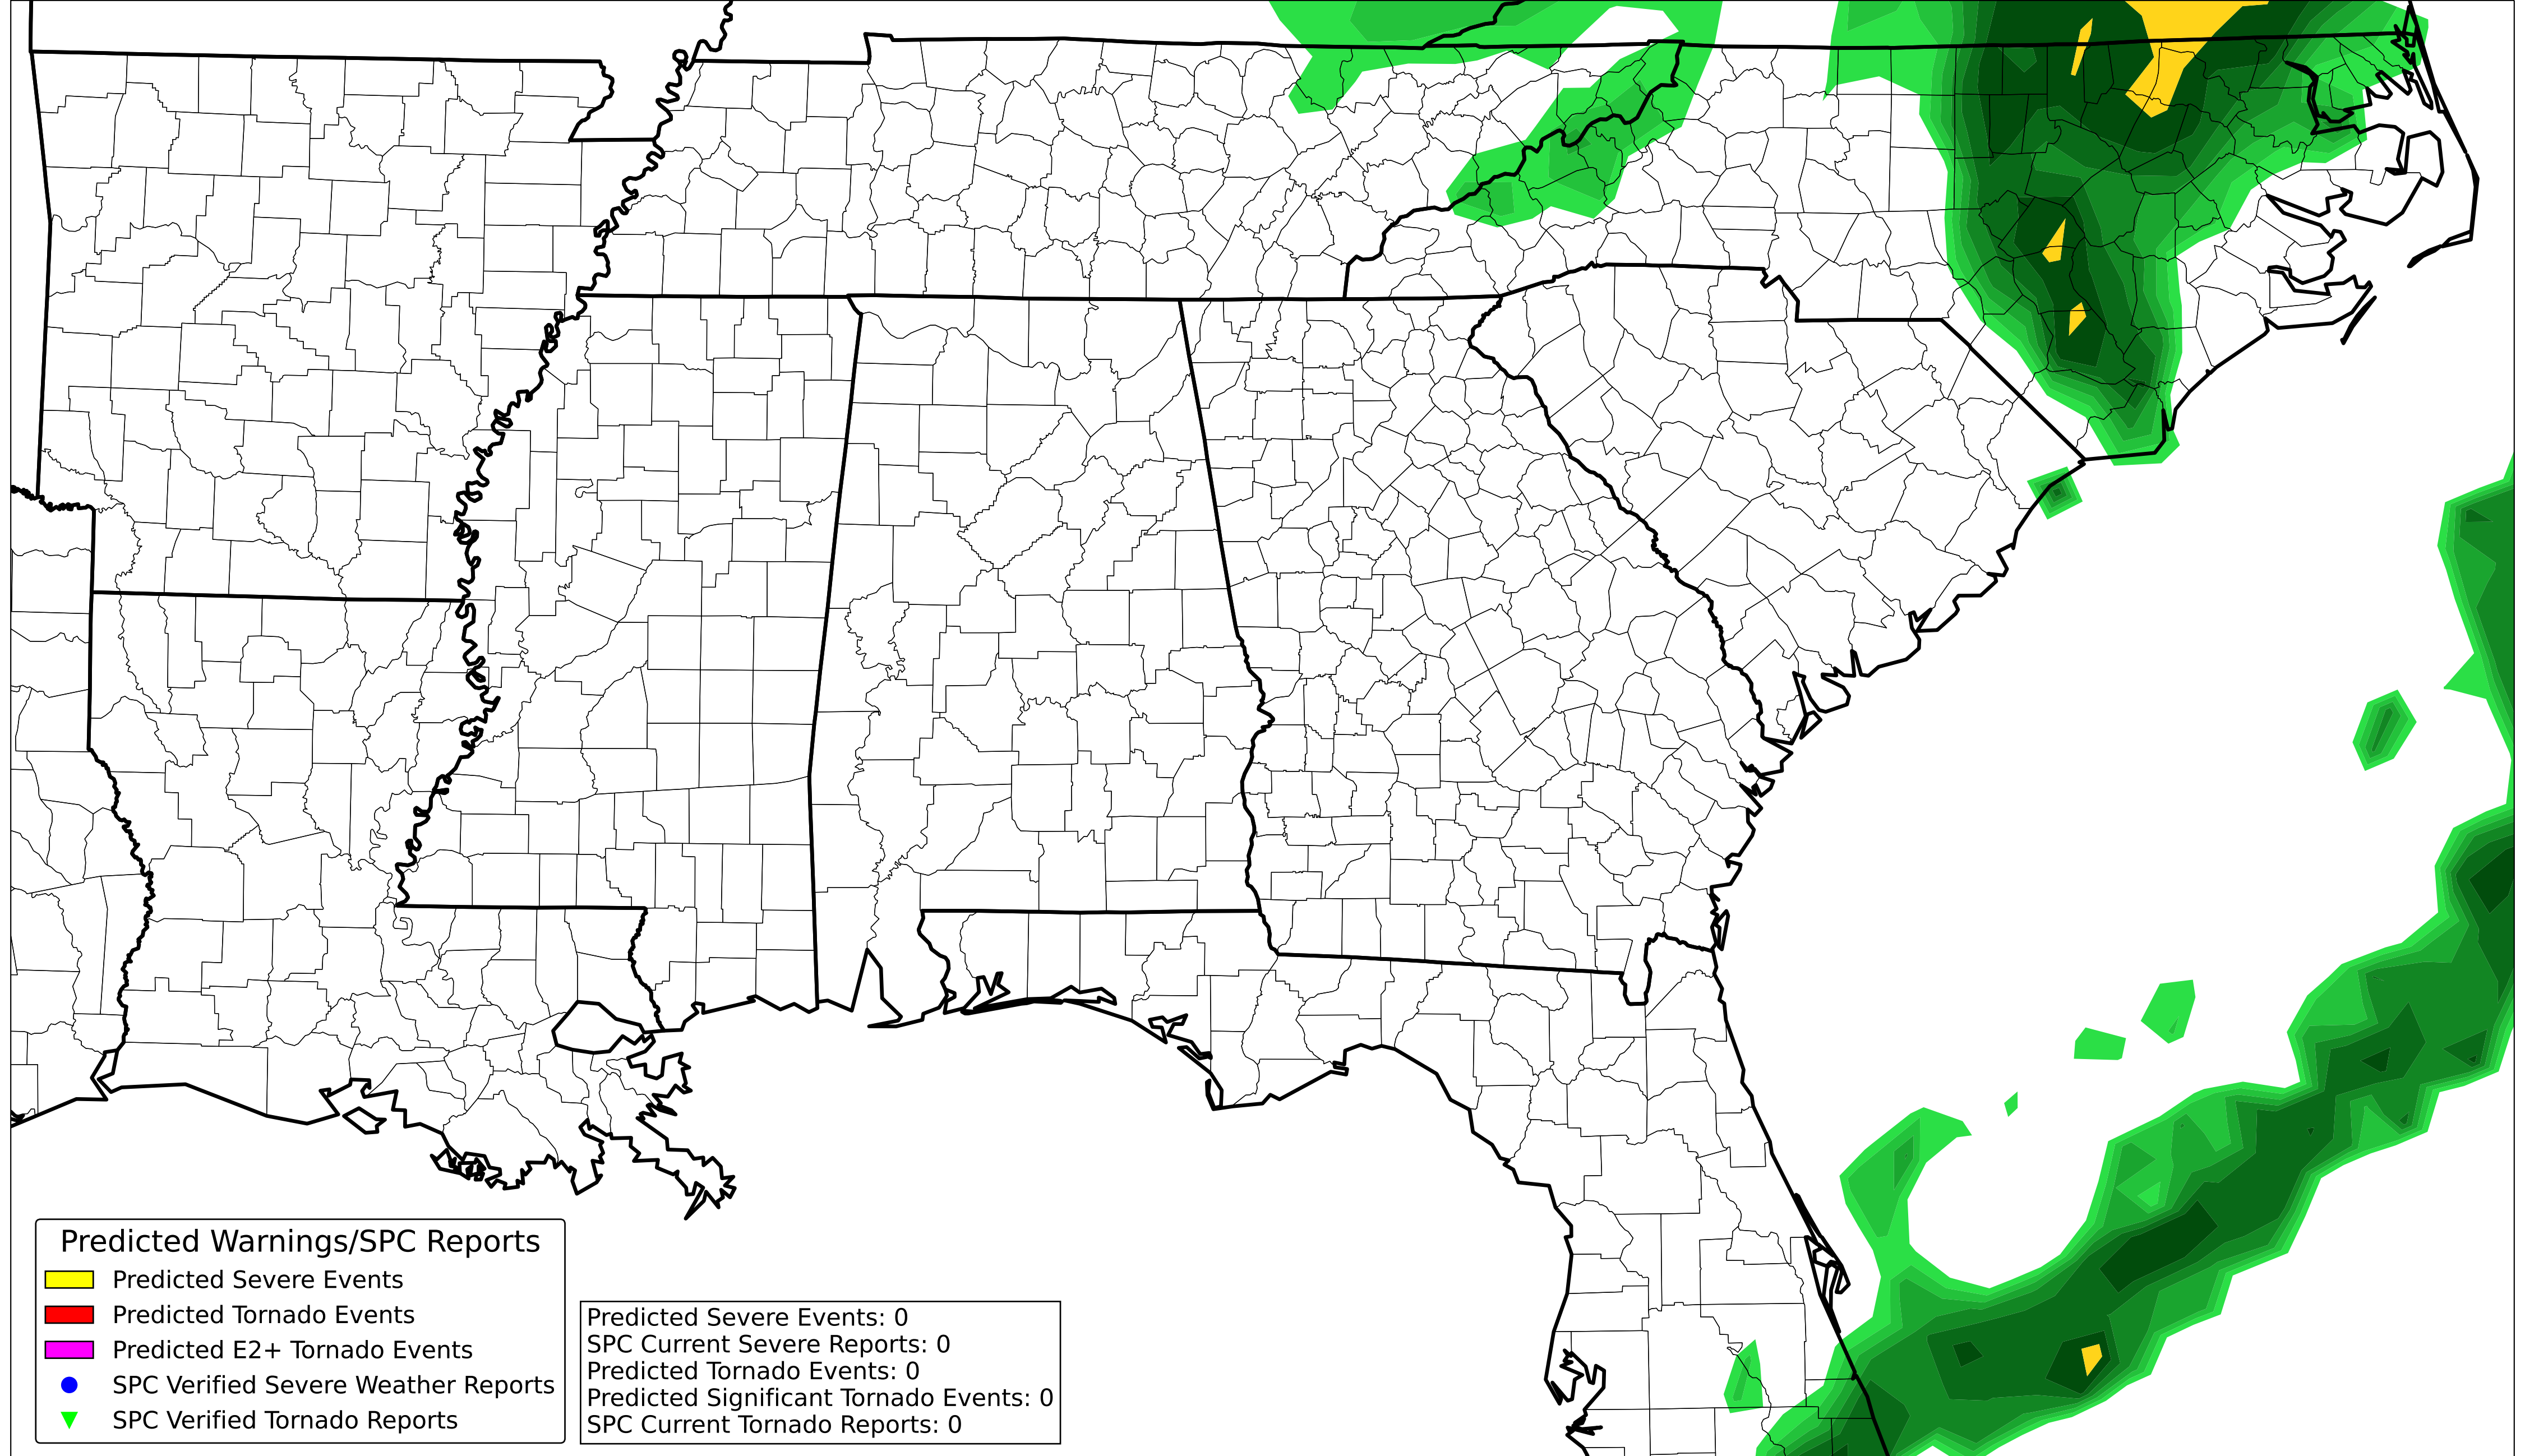 Predicted Warnings/SPC Reports
Predicted Severe Events
Predicted Tornado Events
Predicted E2+ Tornado Events
SPC Verified Severe Weather Reports
SPC Verified Tornado Reports
Predicted Severe Events: 0
SPC Current Severe Reports: 0
Predicted Tornado Events: 0
Predicted Significant Tornado Events: 0
SPC Current Tornado Reports: 0